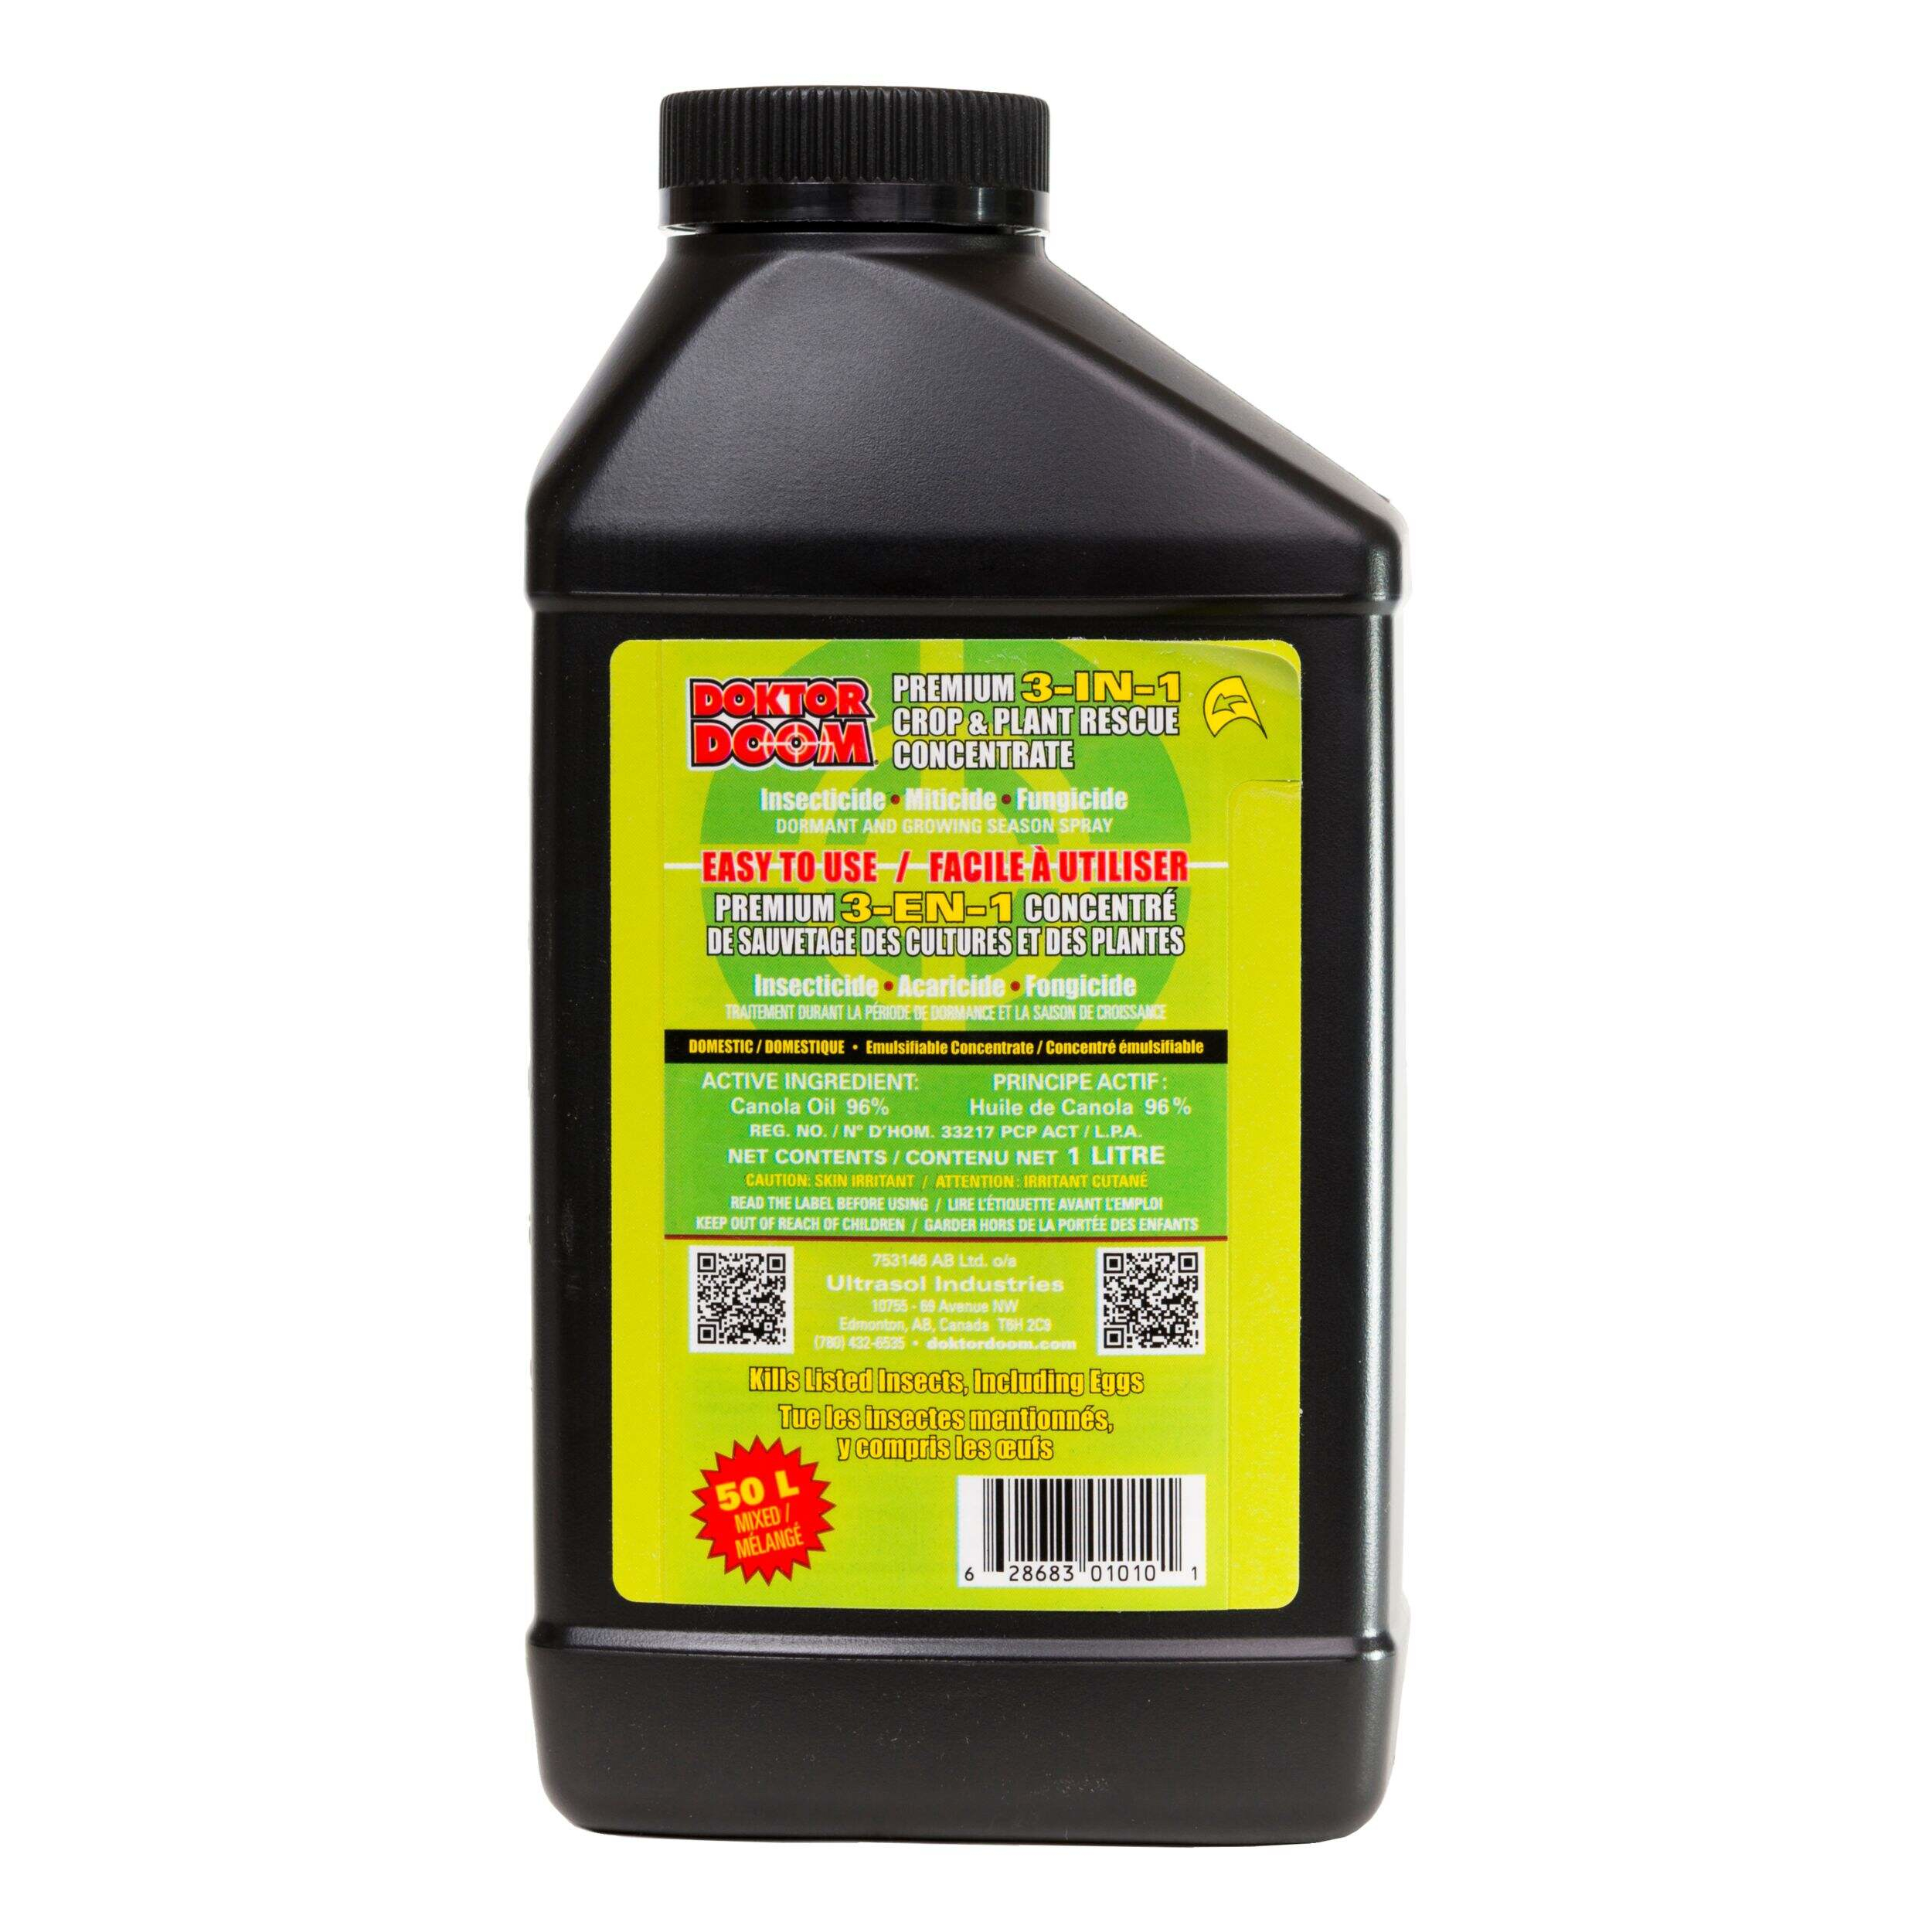 DOKTOR
DOOM
PREMIUM 3-IN-1
CROP & PLANT RESCUE
CONCENTRATE
Insecticide • Miticide • Fungicide
DORMANT AND GROWING SEASON SPRAY
EASY TO USE / FACILE À UTILISER
PREMIUM 3-EN-1 CONCENTRÉ
DE SAUVETAGE DES CULTURES ET DES PLANTES
Insecticide • Acaricide • Fongicide
TRAITEMENT DURANT LA PÉRIODE DE DORMANCE ET LA SAISON DE CROISSANCE
DOMESTIC / DOMESTIQUE • Emulsifiable Concentrate / Concentré émulsifiable
ACTIVE INGREDIENT:
Canola Oil 96%
PRINCIPE ACTIF:
Huile de Canola 96%
REG. NO. / N° D'HOM. 33217 PCP ACT / L.P.A.
NET CONTENTS / CONTENU NET 1 LITRE
CAUTION: SKIN IRRITANT / ATTENTION: IRRITANT CUTANÉ
READ THE LABEL BEFORE USING / LIRE L'ÉTIQUETTE AVANT L'EMPLOI
KEEP OUT OF REACH OF CHILDREN / GARDER HORS DE LA PORTÉE DES ENFANTS
753146 AB Ltd. o/a
Ultrasol Industries
10755 - 69 Avenue NW
Edmonton, AB, Canada T6H 2C9
(780) 432-6535 • doktordoom.com
Kills Listed Insects, Including Eggs
Tue les insectes mentionnés,
y compris les œufs
50 L
MIXED /
MÉLANGÉ
6 28683 01010 1